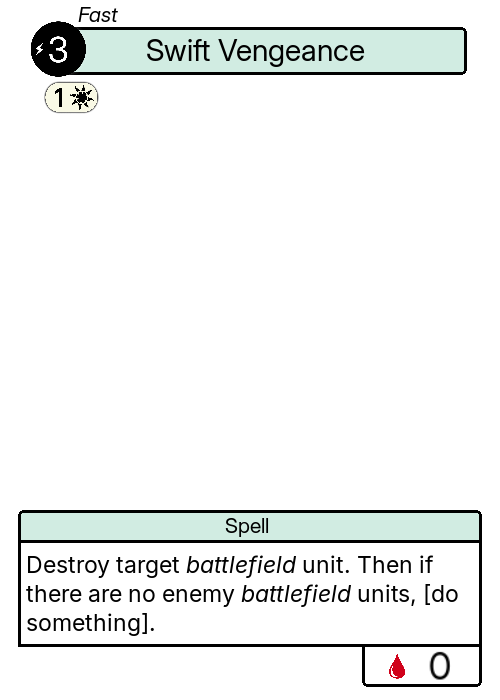 Fast
3
Swift Vengeance
1
Spell
Destroy target battlefield unit. Then if
there are no enemy battlefield units, [do
something].
0